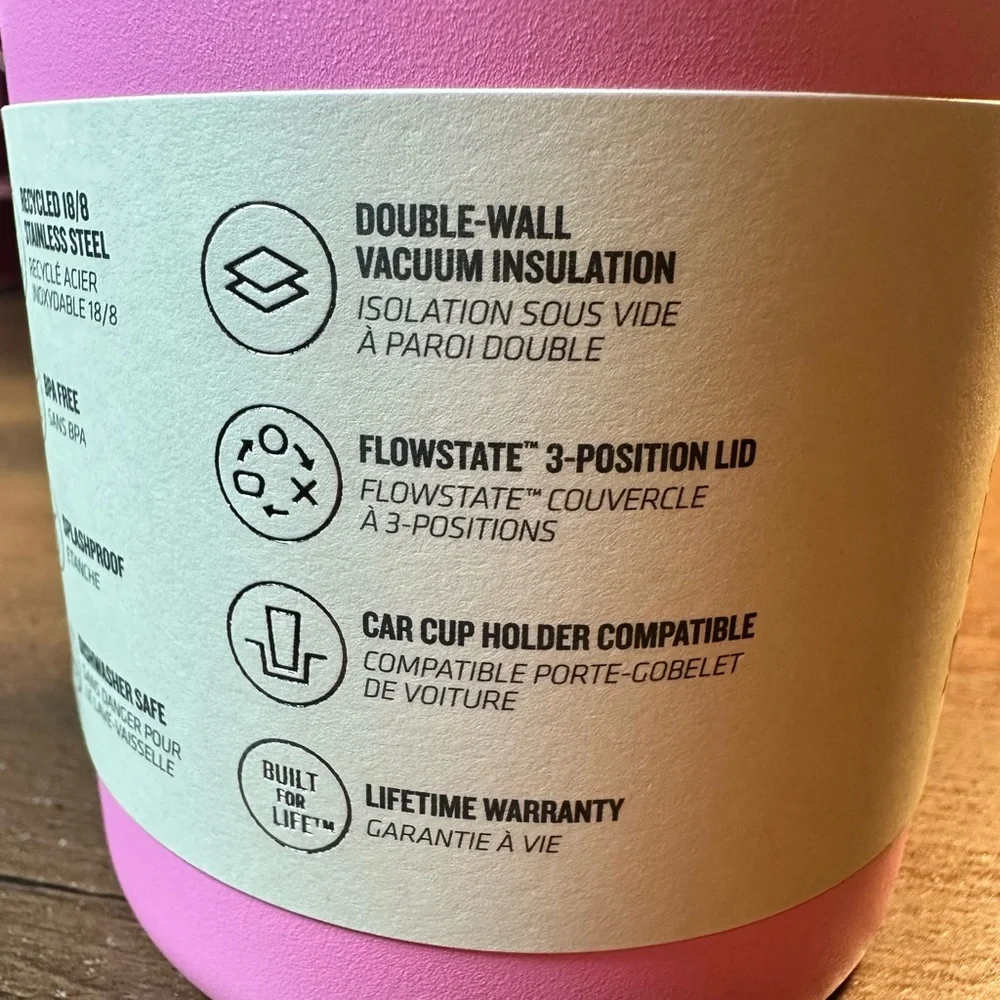 RECYCLED 18/8
STAINLESS STEEL
RECYCLÉ ACIER
INOXYDABLE 18/8
BPA FREE
SANS BPA
SPLASHPROOF
ÉTANCHE
DISHWASHER SAFE
SANS DANGER POUR
LE LAVE-VAISSELLE
DOUBLE-WALL
VACUUM INSULATION
ISOLATION SOUS VIDE
À PAROI DOUBLE
FLOWSTATE™ 3-POSITION LID
FLOWSTATE™ COUVERCLE
À 3-POSITIONS
CAR CUP HOLDER COMPATIBLE
COMPATIBLE PORTE-GOBELET
DE VOITURE
BUILT
FOR
LIFE™
LIFETIME WARRANTY
GARANTIE À VIE